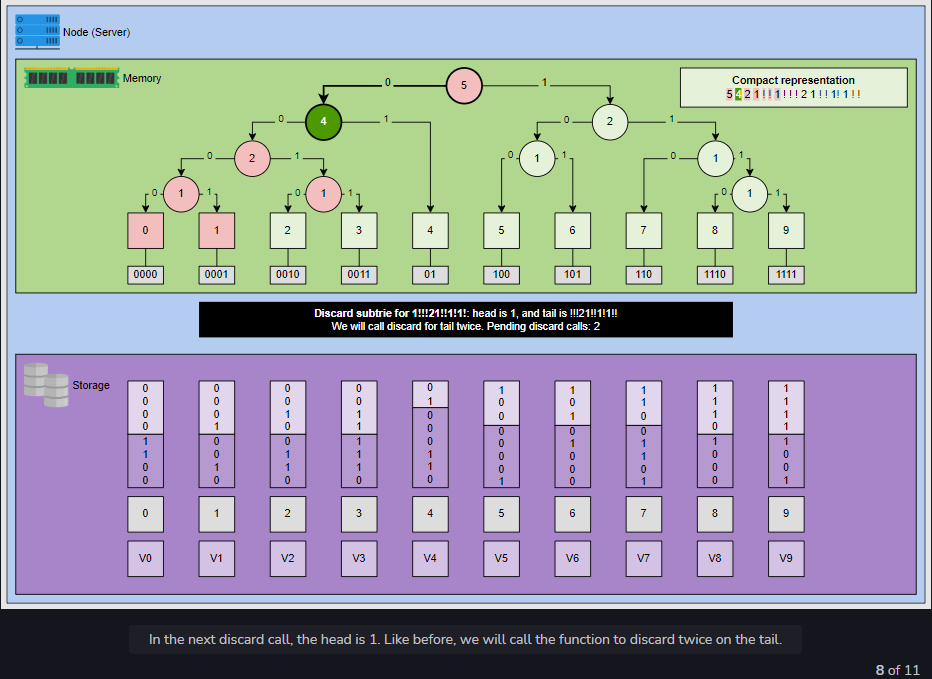 Node (Server)
Memory
Compact representation
5 4 2 1 ! ! 1 ! ! ! 2 1 ! ! 1! 1 ! !
0 5 1
0 4 1 0 2 1
0 2 1 0 1 1 0 1 1
0 1 1 0 1 1 0 1 1
0 1 2 3 4 5 6 7 8 9
0000 0001 0010 0011 01 100 101 110 1110 1111
Discard subtrie for 1!!!21!!1!1!: head is 1, and tail is !!!21!!1!1!!
We will call discard for tail twice. Pending discard calls: 2
Storage
0 0 0 0 0 1 1 1 1 1
0 0 0 0 1 0 0 1 1 1
0 0 1 1 0 0 1 0 1 1
0 1 0 1 0 0 0 0 0 1
1 0 0 1 0 0 1 1 1 1
1 0 1 1 1 0 0 1 0 0
0 1 1 1 1 0 0 0 0 0
0 0 0 0 0 1 0 1 0 1
0 1 2 3 4 5 6 7 8 9
V0 V1 V2 V3 V4 V5 V6 V7 V8 V9
In the next discard call, the head is 1. Like before, we will call the function to discard twice on the tail.
8 of 11